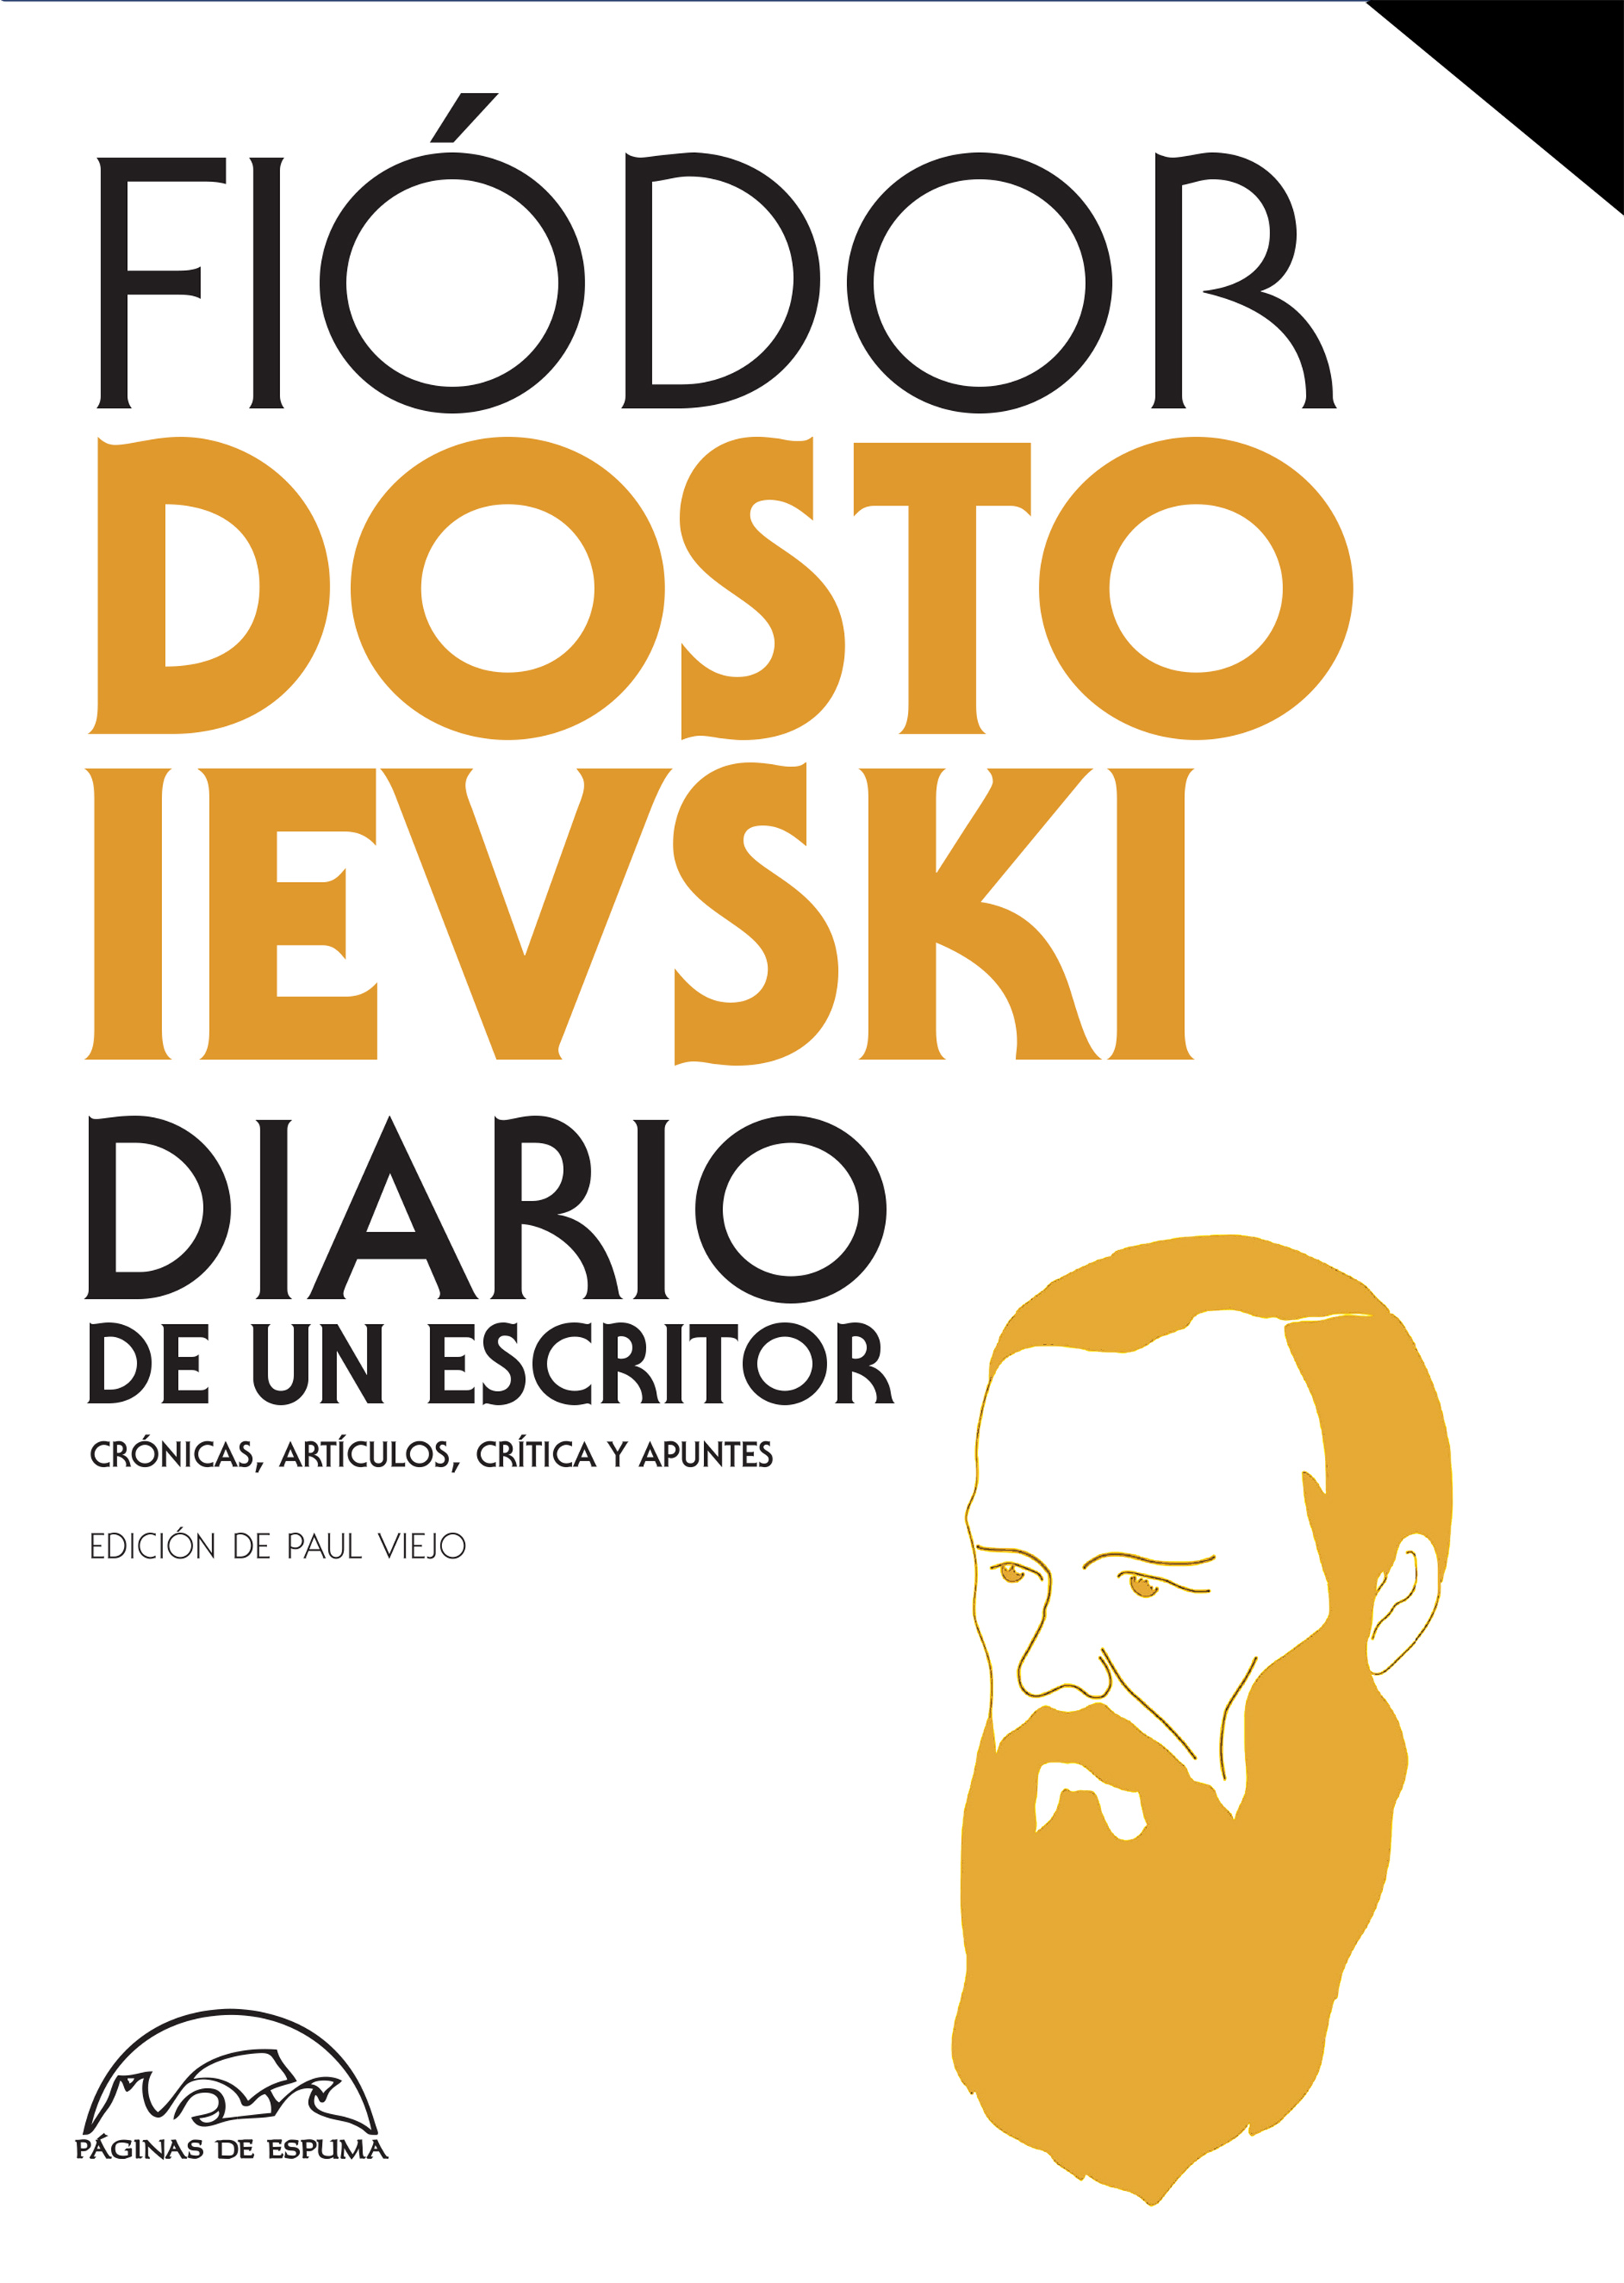 FIÓDOR
DOSTO
IEVSKI
DIARIO
DE UN ESCRITOR
CRÓNICAS, ARTÍCULOS, CRÍTICA Y APUNTES
EDICIÓN DE PAUL VIEJO
PÁGINAS DE ESPUMA